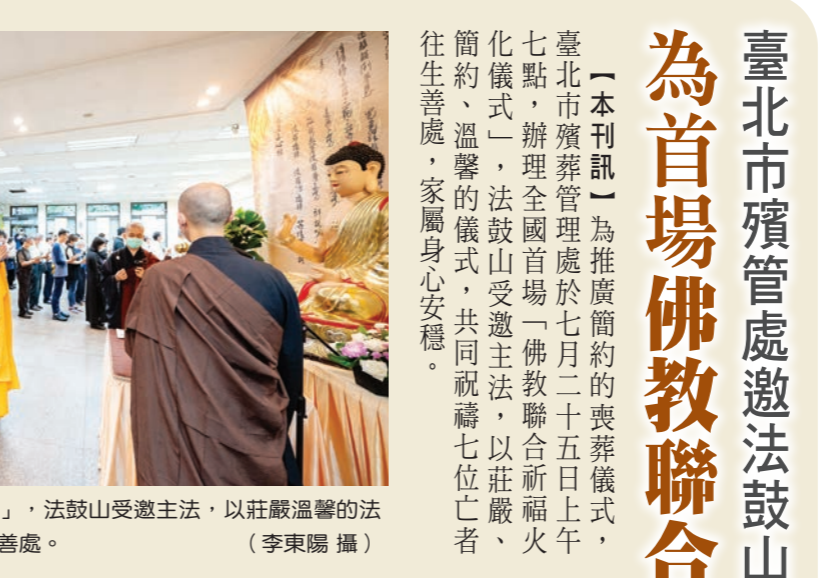 臺北市殯管處邀法鼓山
為首場佛教聯合
【本刊訊】為推廣簡約的喪葬儀式，
臺北市殯葬管理處於七月二十五日上午
七點，辦理全國首場「佛教聯合祈福火
化儀式」，法鼓山受邀主法，以莊嚴、
簡約、溫馨的儀式，共同祝禱七位亡者
往生善處，家屬身心安穩。
」，法鼓山受邀主法，以莊嚴溫馨的法
善處。
（李東陽 攝）